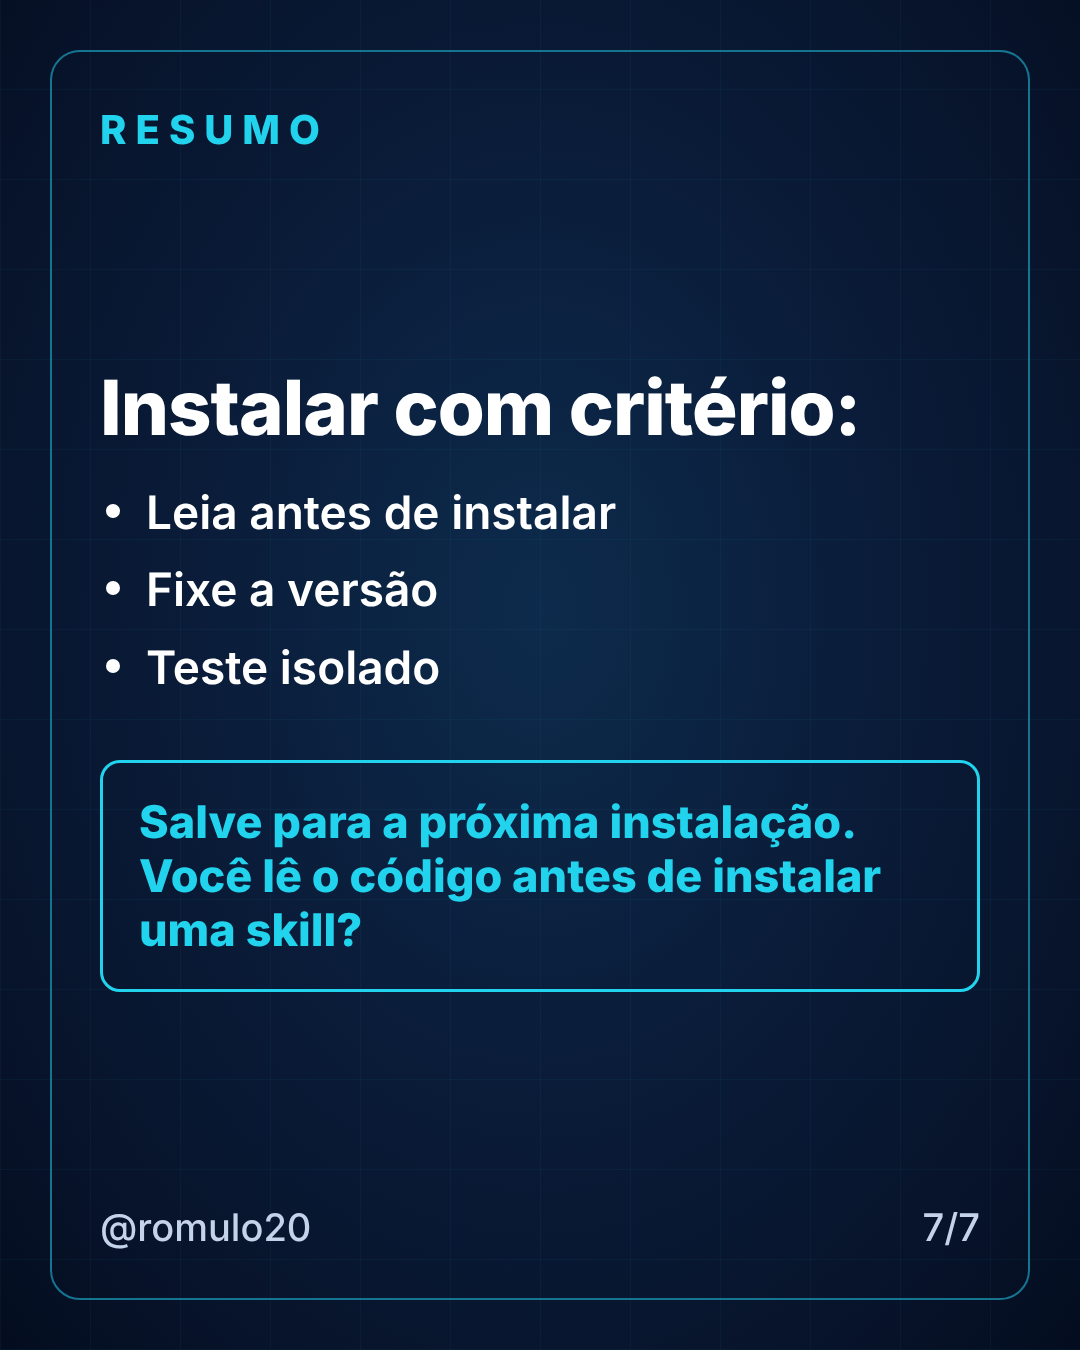 RESUMO
Instalar com critério:
• Leia antes de instalar
• Fixe a versão
• Teste isolado
Salve para a próxima instalação.
Você lê o código antes de instalar
uma skill?
@romulo20
7/7